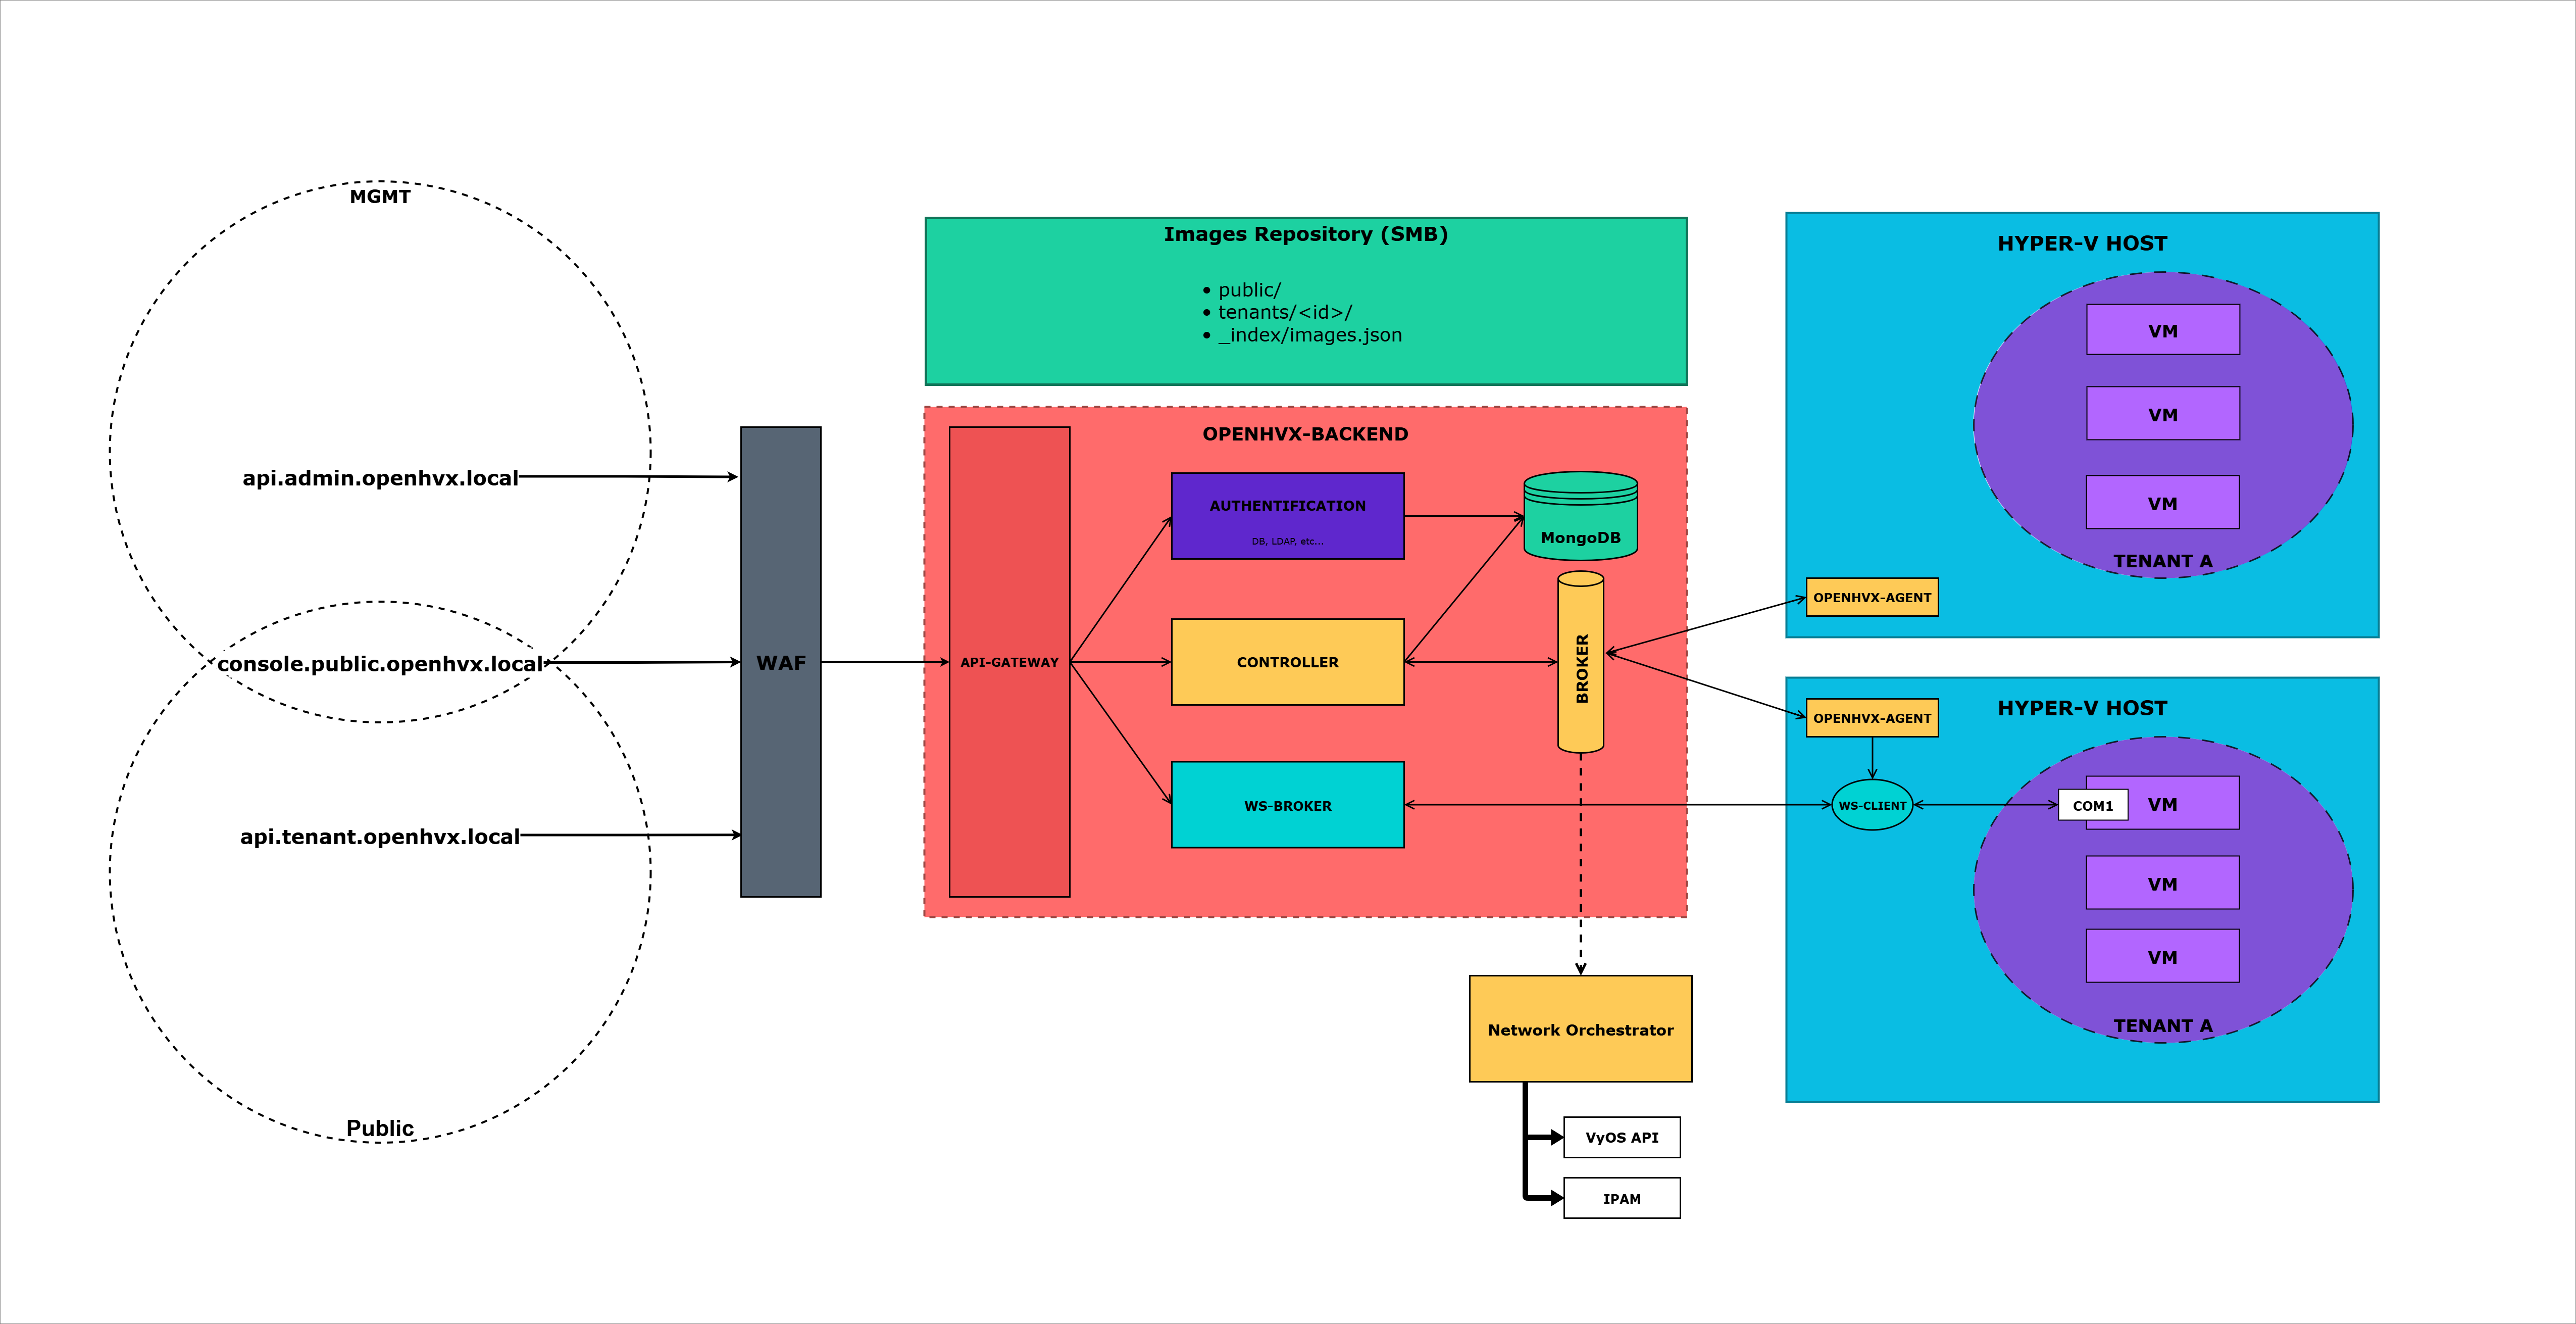 MGMT
api.admin.openhvx.local
console.public.openhvx.local
api.tenant.openhvx.local
Public
WAF
Images Repository (SMB)
• public/
• tenants/<id>/
• _index/images.json
OPENHVX-BACKEND
API-GATEWAY
AUTHENTIFICATION
DB, LDAP, etc...
CONTROLLER
WS-BROKER
MongoDB
BROKER
Network Orchestrator
VyOS API
IPAM
HYPER-V HOST
VM
VM
VM
TENANT A
OPENHVX-AGENT
HYPER-V HOST
OPENHVX-AGENT
WS-CLIENT
COM1
VM
VM
VM
TENANT A